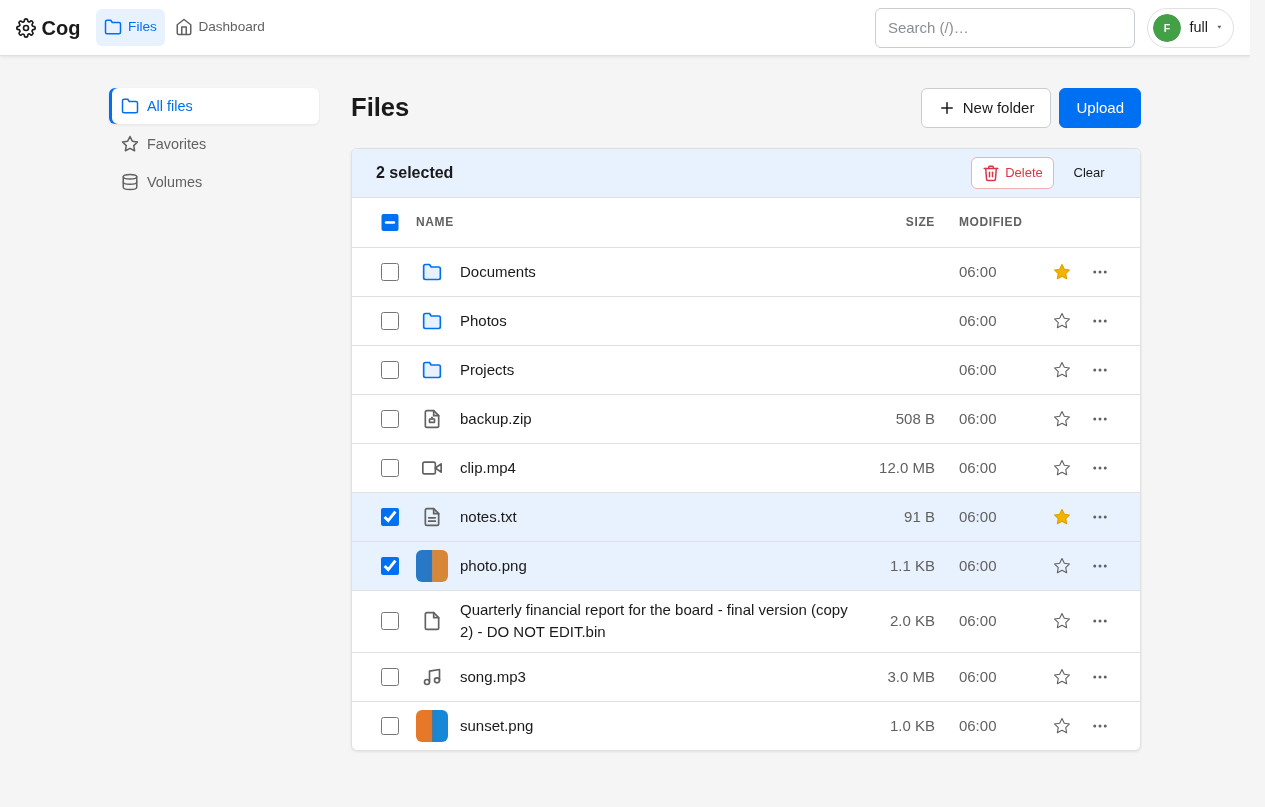 Cog Files Dashboard Search (/)… F full
All files
Favorites
Volumes
Files New folder Upload
2 selected Delete Clear
NAME SIZE MODIFIED
Documents 06:00
Photos 06:00
Projects 06:00
backup.zip 508 B 06:00
clip.mp4 12.0 MB 06:00
notes.txt 91 B 06:00
photo.png 1.1 KB 06:00
Quarterly financial report for the board - final version (copy
2) - DO NOT EDIT.bin 2.0 KB 06:00
song.mp3 3.0 MB 06:00
sunset.png 1.0 KB 06:00